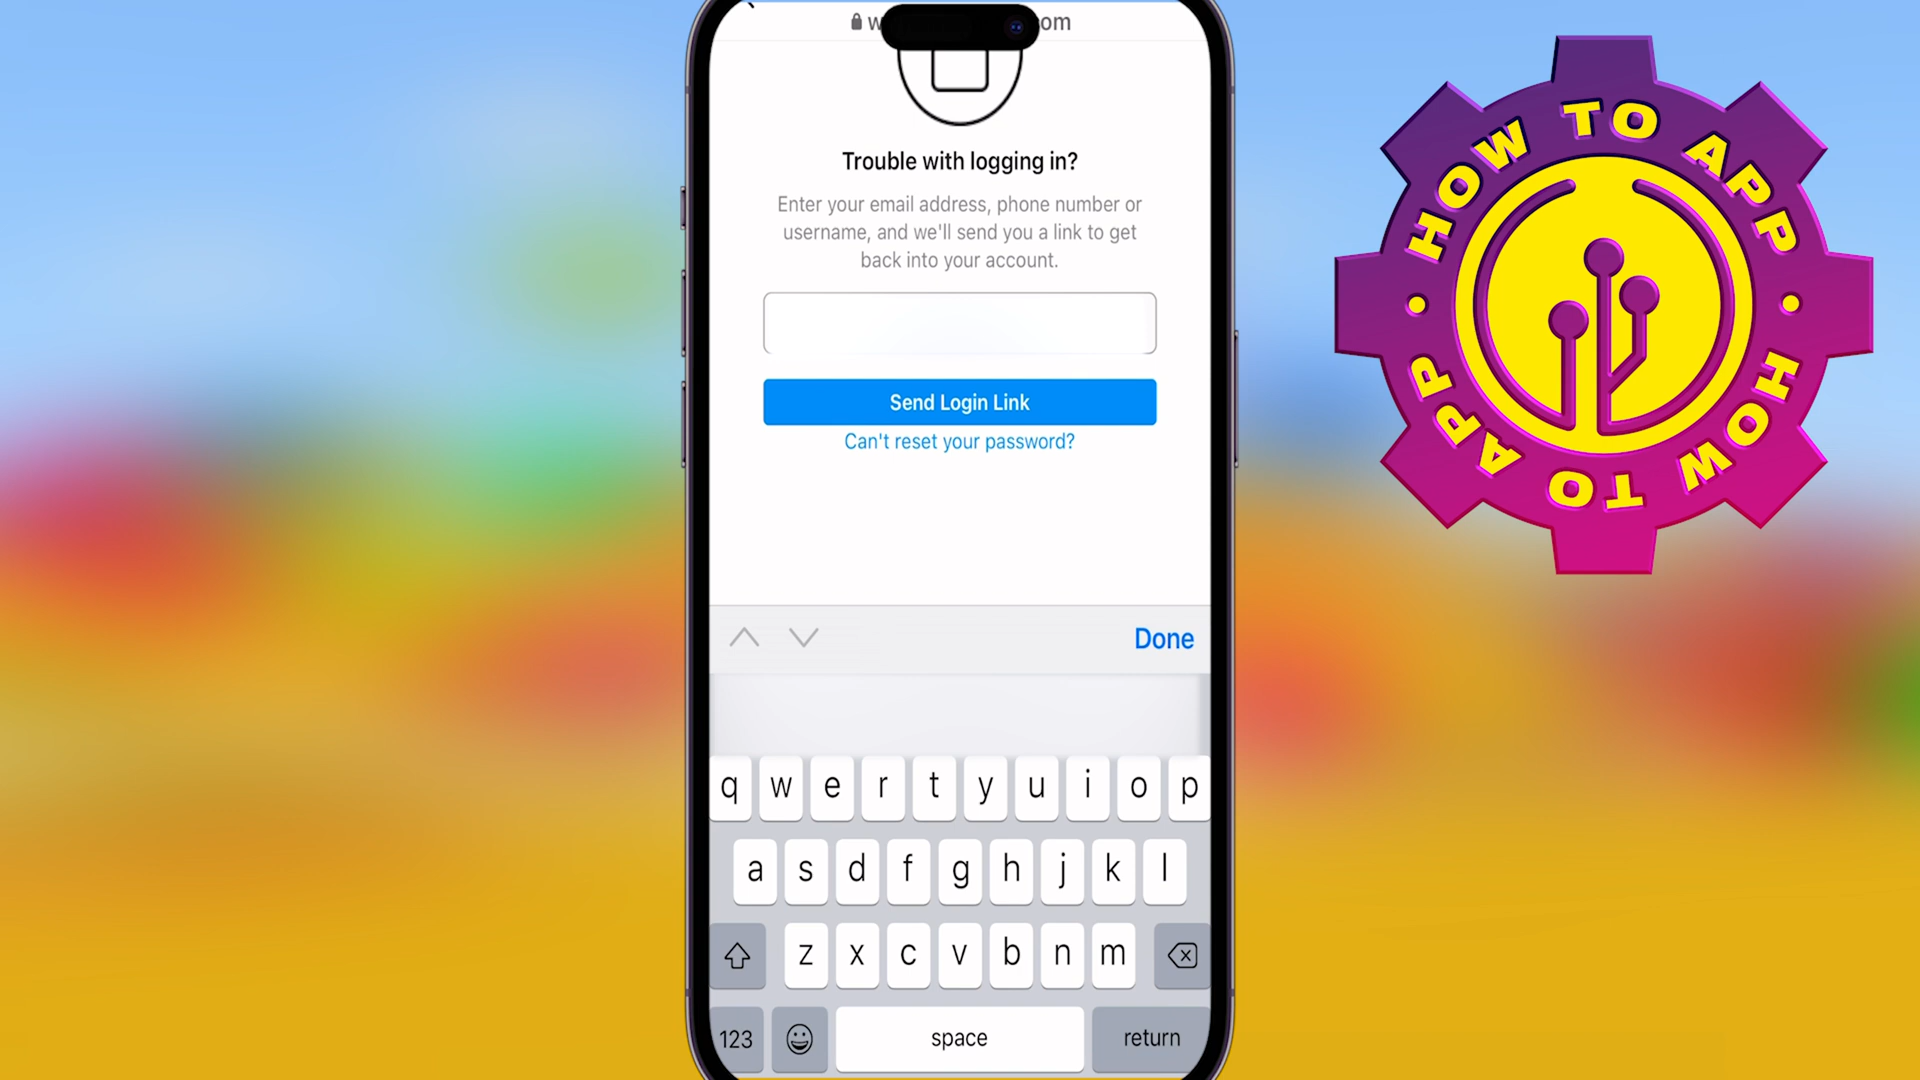 Trouble with logging in?
Enter your email address, phone number or
username, and we'll send you a link to get
back into your account.
Send Login Link
Can't reset your password?
Done
q w e r t y u i o p
a s d f g h j k l
z x c v b n m
123 space return
HOW TO APP
HOW TO APP